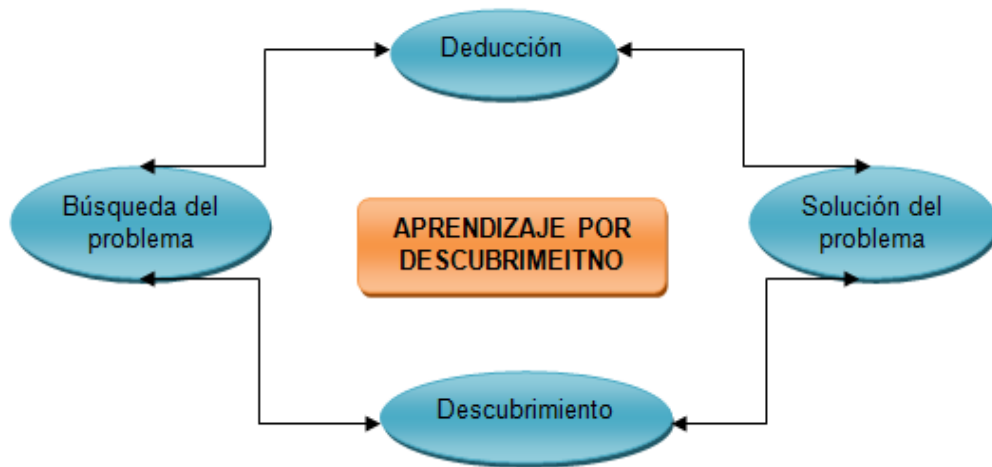 Deducción
Búsqueda del
problema
APRENDIZAJE POR
DESCUBRIMEITNO
Solución del
problema
Descubrimiento